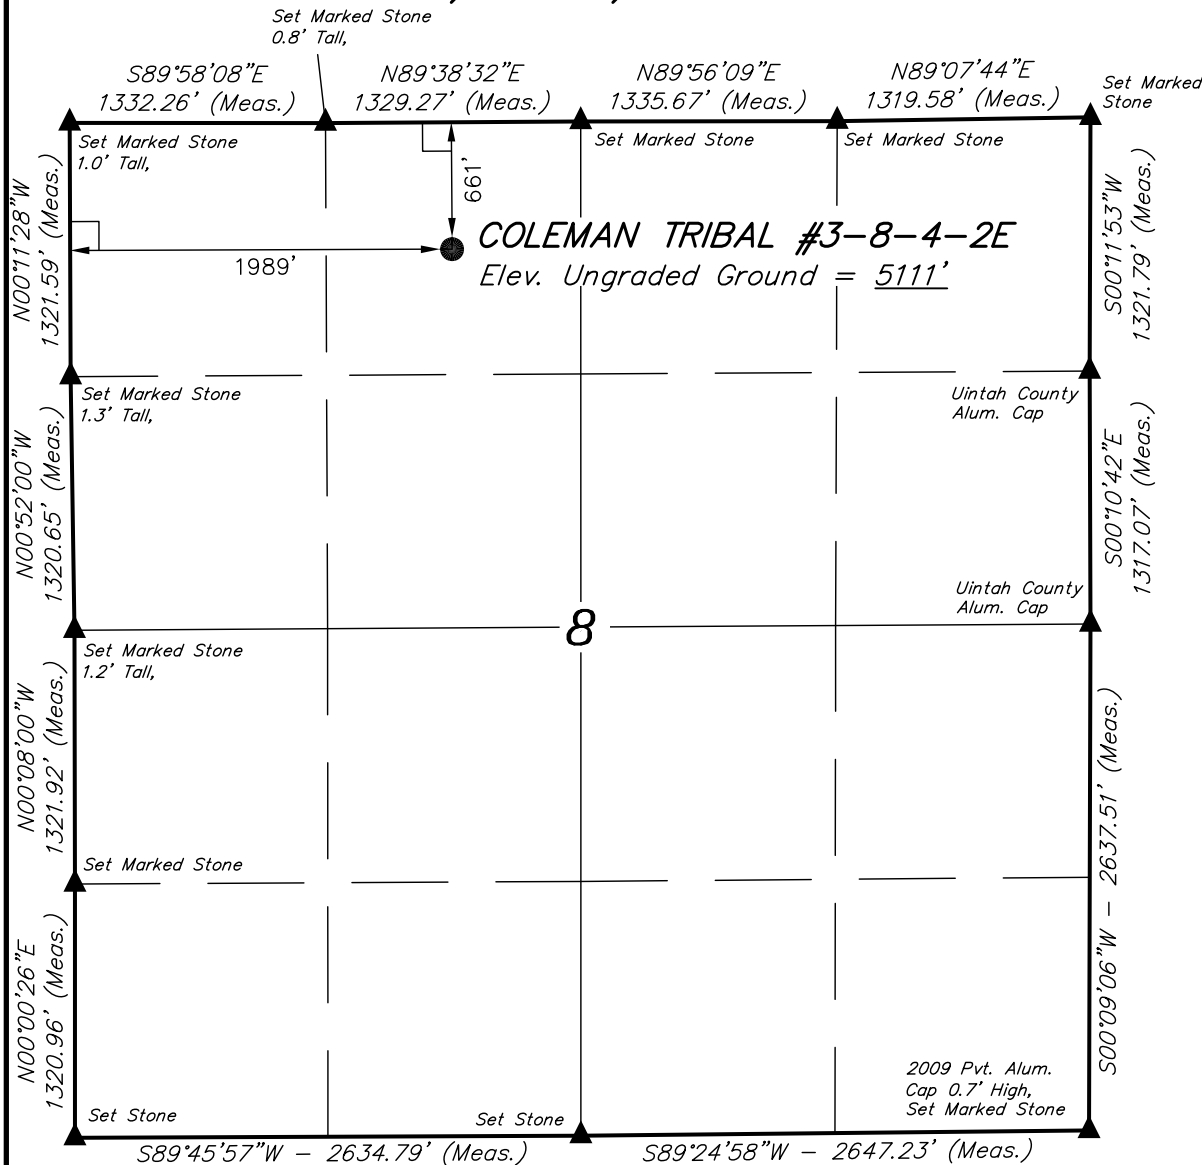 Set Marked Stone
0.8' Tall,
S89°58'08"E
1332.26' (Meas.)
N89°38'32"E
1329.27' (Meas.)
N89°56'09"E
1335.67' (Meas.)
N89°07'44"E
1319.58' (Meas.)
Set Marked
Stone
Set Marked Stone
1.0' Tall,
Set Marked Stone
Set Marked Stone
N00°11'28"W
1321.59' (Meas.)
661'
1989'
COLEMAN TRIBAL #3-8-4-2E
Elev. Ungraded Ground = 5111'
S00°11'53"W
1321.79' (Meas.)
Set Marked Stone
1.3' Tall,
Uintah County
Alum. Cap
N00°52'00"W
1320.65' (Meas.)
S00°10'42"E
1317.07' (Meas.)
Uintah County
Alum. Cap
8
Set Marked Stone
1.2' Tall,
N00°08'00"W
1321.92' (Meas.)
S00°09'06"W - 2637.51' (Meas.)
Set Marked Stone
N00°00'26"E
1320.96' (Meas.)
2009 Pvt. Alum.
Cap 0.7' High,
Set Marked Stone
Set Stone
Set Stone
S89°45'57"W - 2634.79' (Meas.)
S89°24'58"W - 2647.23' (Meas.)